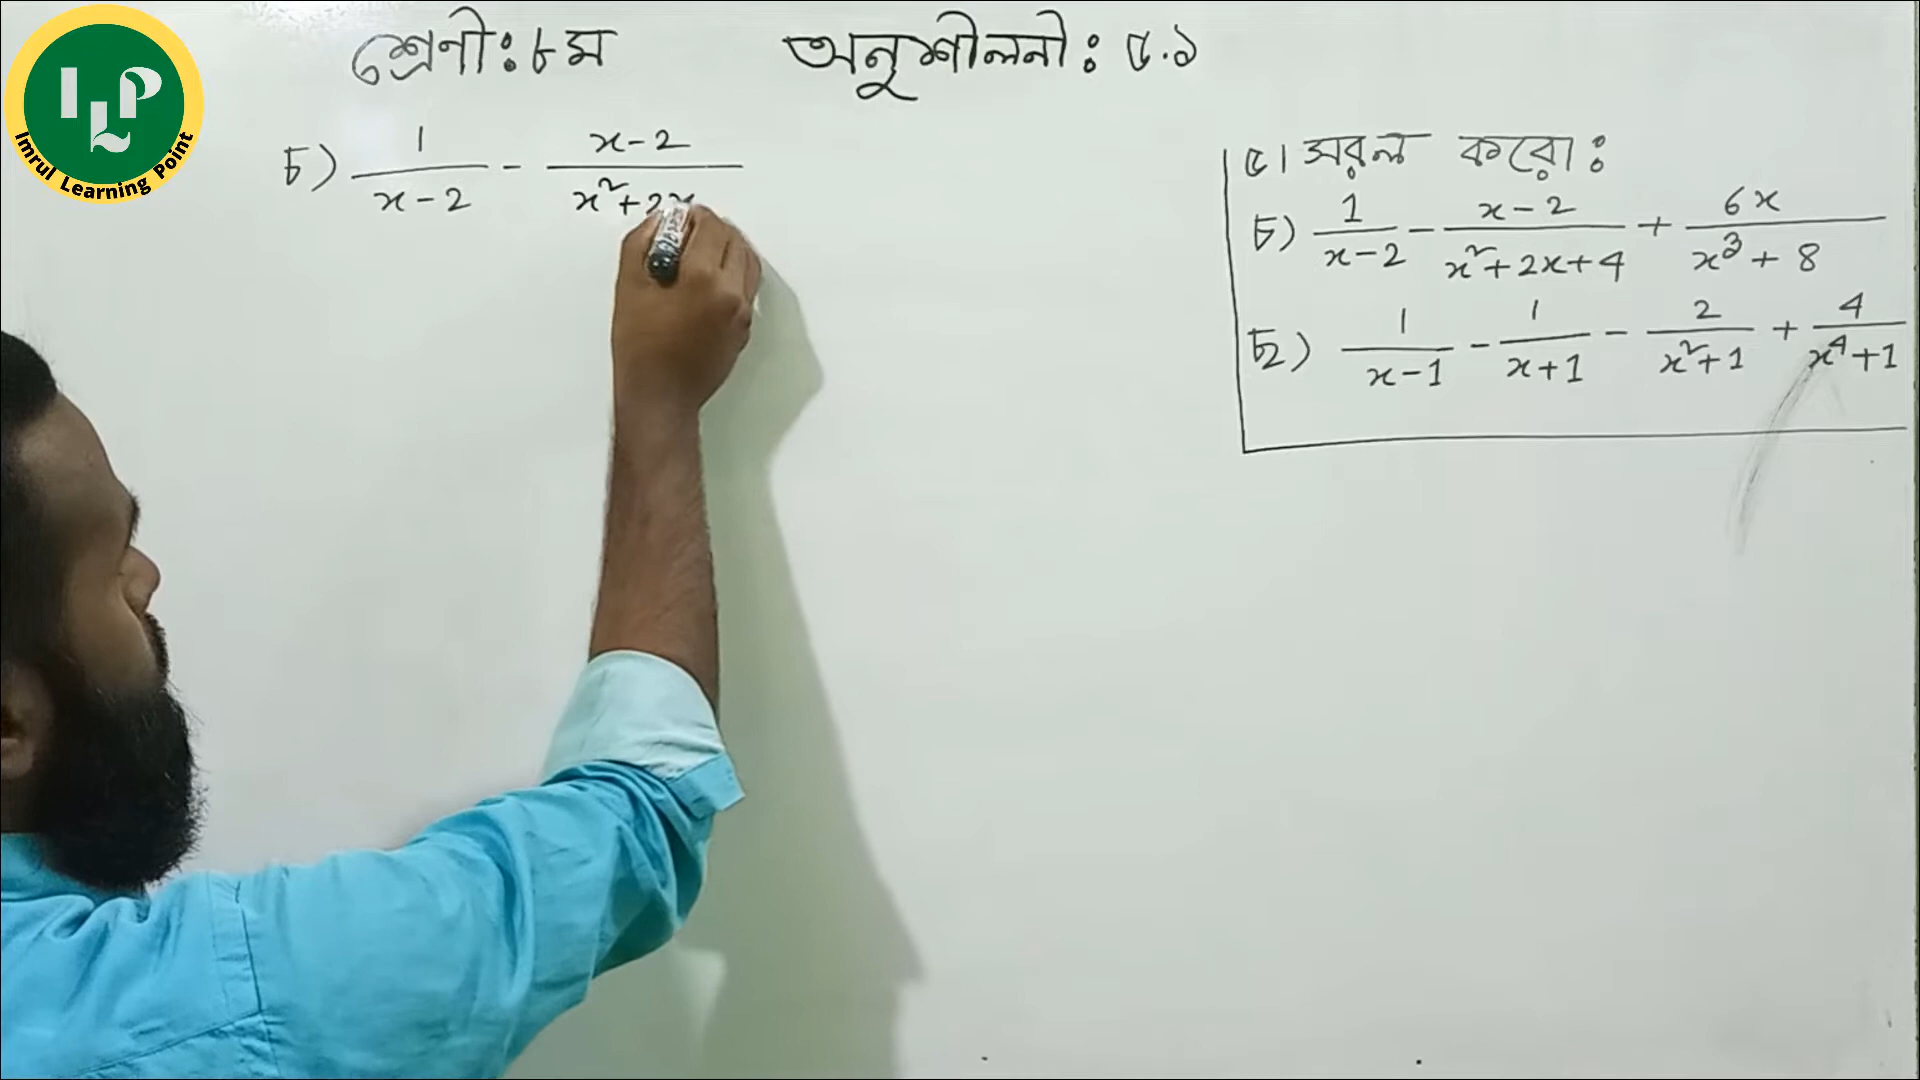 ILP
Imrul Learning Point
শ্রেণী: ৮ম অনুশীলনী: ৫.১
চ) 1/(x-2) - (x-2)/(x²+2x
৫। সরল করো:
চ) 1/(x-2) - (x-2)/(x²+2x+4) + 6x/(x³+8)
ছ) 1/(x-1) - 1/(x+1) - 2/(x²+1) + 4/(x⁴+1)